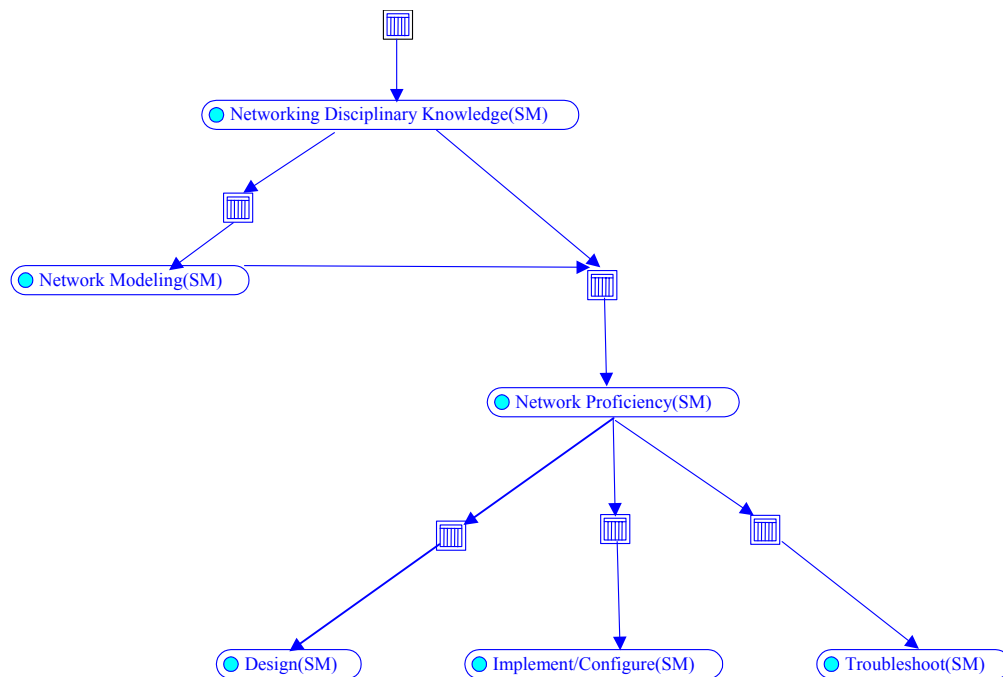 Networking Disciplinary Knowledge(SM)
Network Modeling(SM)
Network Proficiency(SM)
Design(SM)
Implement/Configure(SM)
Troubleshoot(SM)